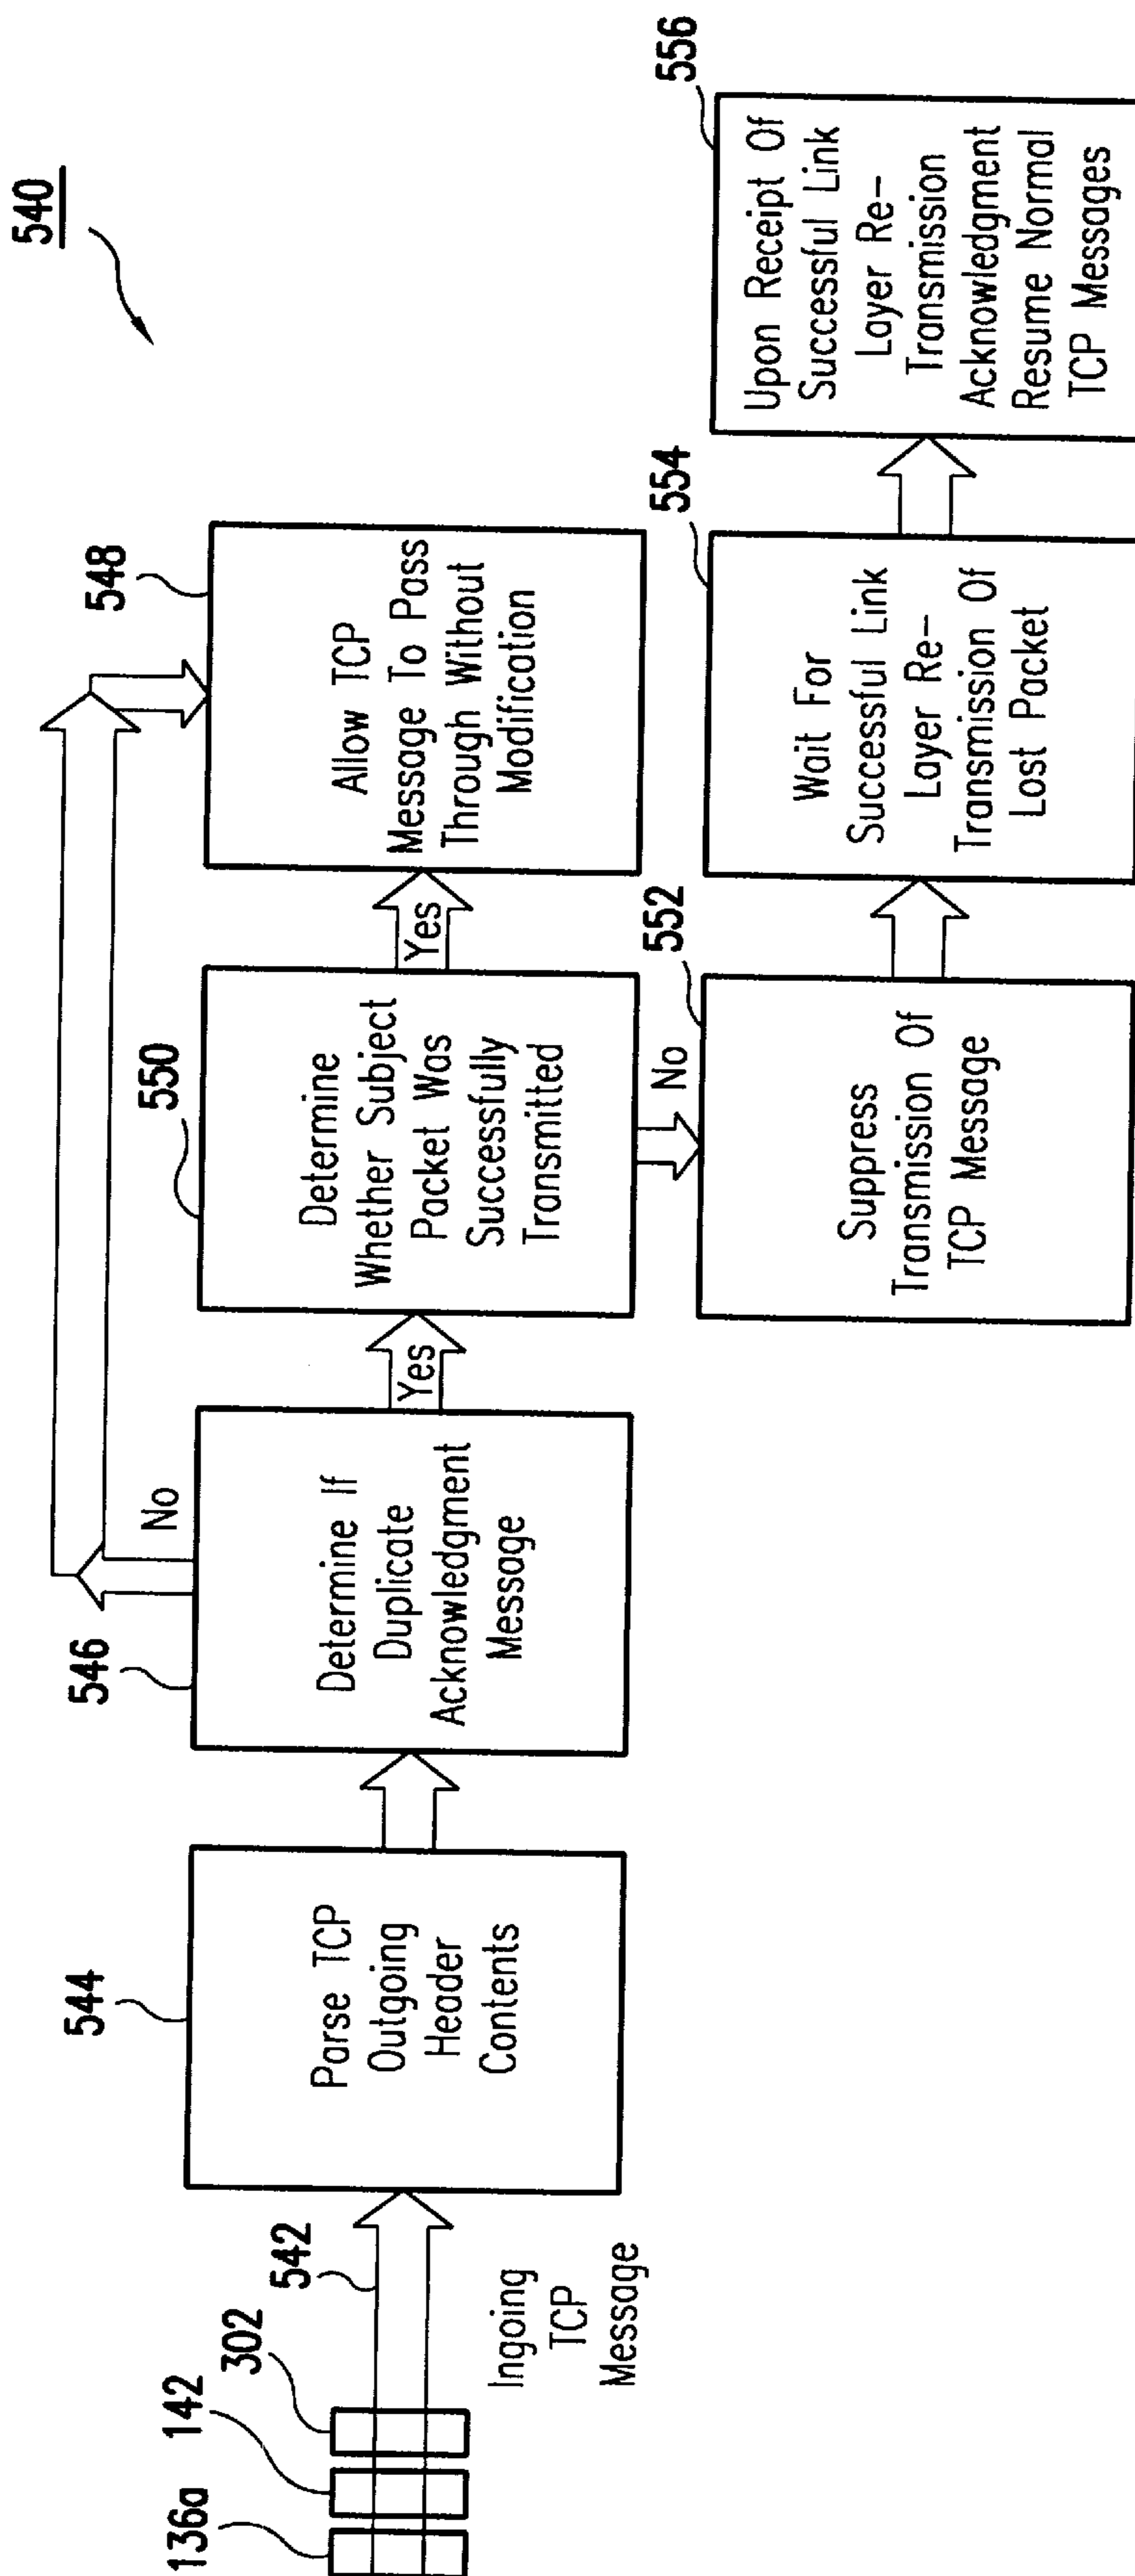 540
136a
142
302
542
Ingoing
TCP
Message
544
Parse TCP
Outgoing
Header
Contents
546
Determine If
Duplicate
Acknowledgment
Message
No
Yes
550
Determine
Whether Subject
Packet Was
Successfully
Transmitted
Yes
548
Allow TCP
Message To Pass
Through Without
Modification
No
552
Suppress
Transmission Of
TCP Message
554
Wait For
Successful Link
Layer Re-
Transmission Of
Lost Packet
556
Upon Receipt Of
Successful Link
Layer Re-
Transmission
Acknowledgment
Resume Normal
TCP Messages